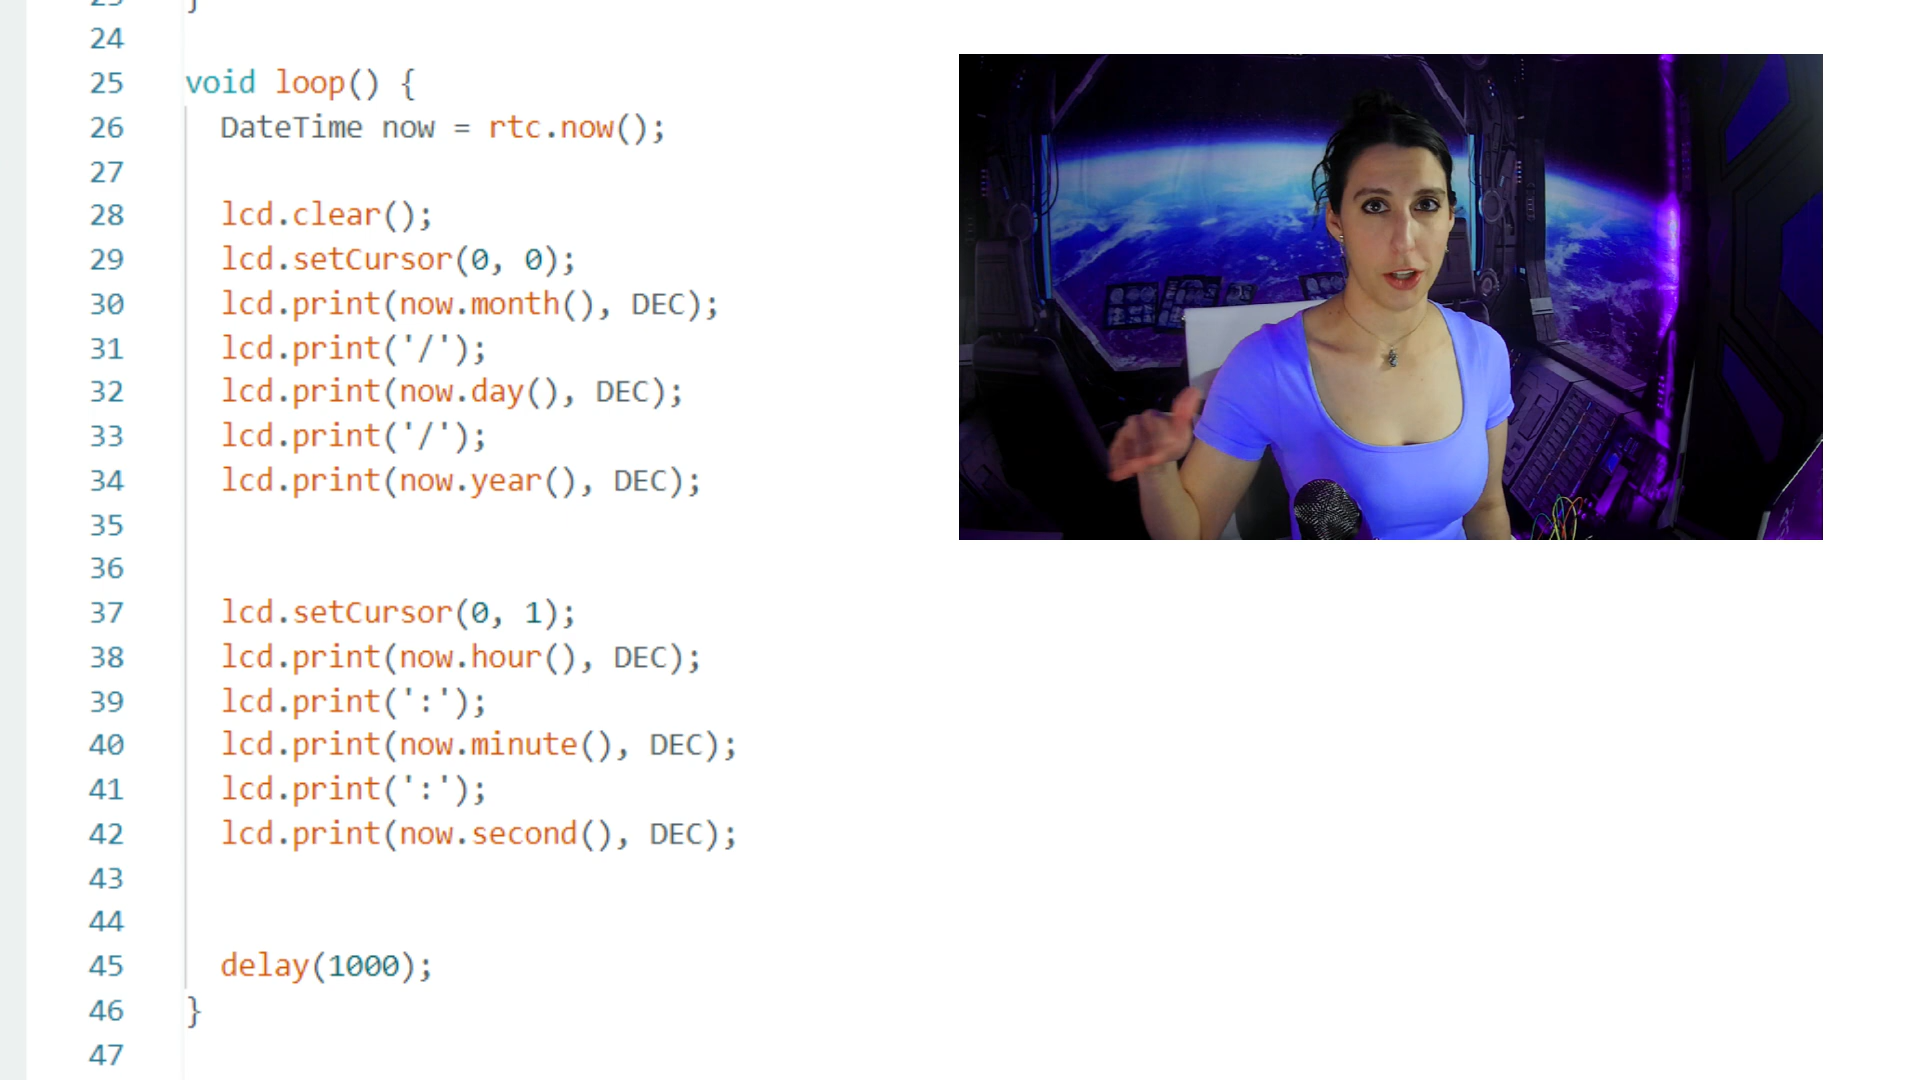 23 }
24
25 void loop() {
26 DateTime now = rtc.now();
27
28 lcd.clear();
29 lcd.setCursor(0, 0);
30 lcd.print(now.month(), DEC);
31 lcd.print('/');
32 lcd.print(now.day(), DEC);
33 lcd.print('/');
34 lcd.print(now.year(), DEC);
35
36
37 lcd.setCursor(0, 1);
38 lcd.print(now.hour(), DEC);
39 lcd.print(':');
40 lcd.print(now.minute(), DEC);
41 lcd.print(':');
42 lcd.print(now.second(), DEC);
43
44
45 delay(1000);
46 }
47